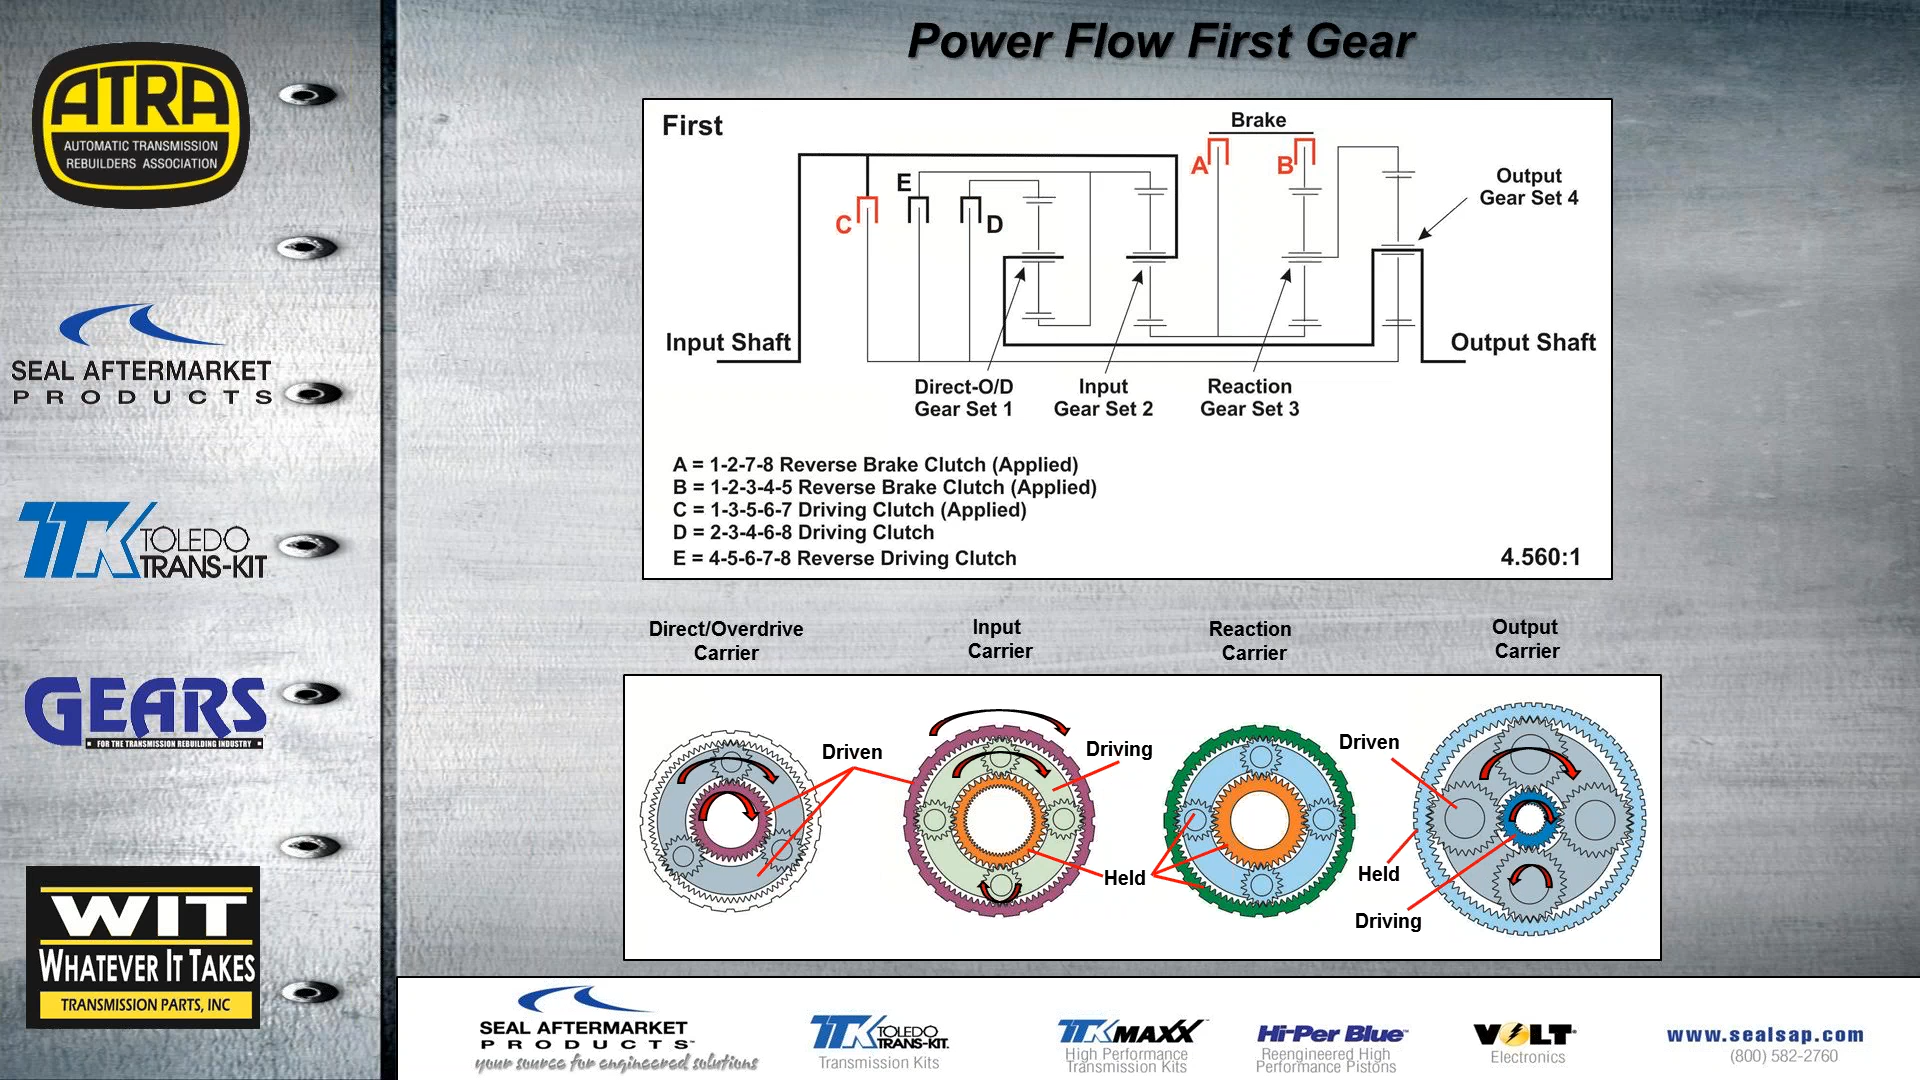 Power Flow First Gear
ATRA
AUTOMATIC TRANSMISSION
REBUILDERS ASSOCIATION
SEAL AFTERMARKET
PRODUCTS
TTK TOLEDO
TRANS-KIT
GEARS
FOR THE TRANSMISSION REBUILDING INDUSTRY
WIT
WHATEVER IT TAKES
TRANSMISSION PARTS, INC
First
Brake
A
B
E
C
D
Output
Gear Set 4
Input Shaft
Output Shaft
Direct-O/D
Gear Set 1
Input
Gear Set 2
Reaction
Gear Set 3
A = 1-2-7-8 Reverse Brake Clutch (Applied)
B = 1-2-3-4-5 Reverse Brake Clutch (Applied)
C = 1-3-5-6-7 Driving Clutch (Applied)
D = 2-3-4-6-8 Driving Clutch
E = 4-5-6-7-8 Reverse Driving Clutch
4.560:1
Direct/Overdrive
Carrier
Input
Carrier
Reaction
Carrier
Output
Carrier
Driven
Driving
Held
Driven
Held
Driving
SEAL AFTERMARKET
PRODUCTS™
your source for engineered solutions
TTK TOLEDO
TRANS-KIT.
Transmission Kits
TTK MAXX™
High Performance
Transmission Kits
Hi-Per Blue™
Reengineered High
Performance Pistons
VOLT
Electronics
www.sealsap.com
(800) 582-2760